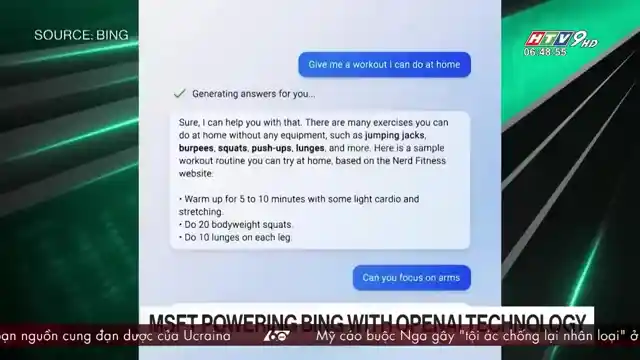 SOURCE: BING
HTV9 HD
06:48:55
Give me a workout I can do at home
Generating answers for you...
Sure, I can help you with that. There are many exercises you can
do at home without any equipment, such as jumping jacks,
burpees, squats, push-ups, lunges, and more. Here is a sample
workout routine you can try at home, based on the Nerd Fitness
website:
• Warm up for 5 to 10 minutes with some light cardio and
stretching.
• Do 20 bodyweight squats.
• Do 10 lunges on each leg.
Can you focus on arms
MSFT POWERING BING WITH OPENAI TECHNOLOGY
nguồn cung đạn dược của Ucraina
Mỹ cáo buộc Nga gây "tội ác chống lại nhân loại" ở